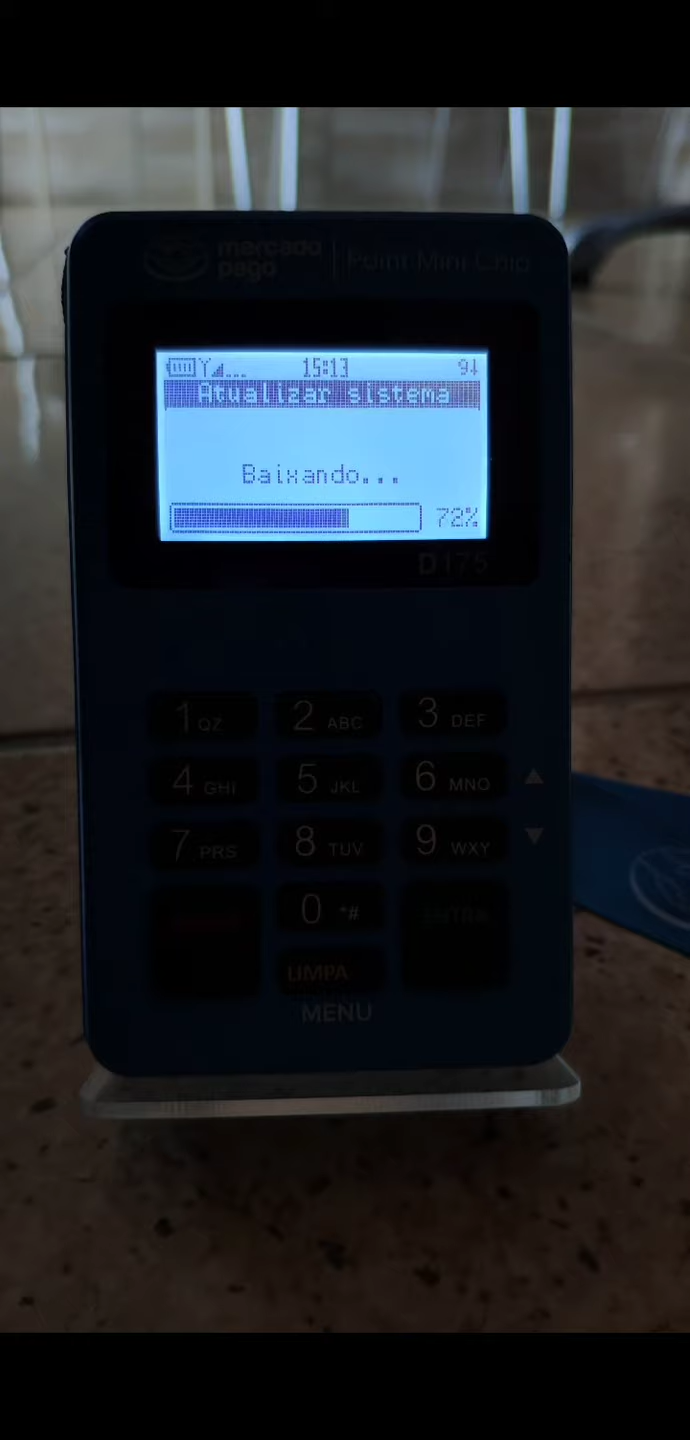 mercado pago | Point Mini Chip
15:13
Atualizar sistema
Baixando...
72%
D175
1 QZ 2 ABC 3 DEF
4 GHI 5 JKL 6 MNO
7 PRS 8 TUV 9 WXY
0 *#
ENTRA
LIMPA
MENU